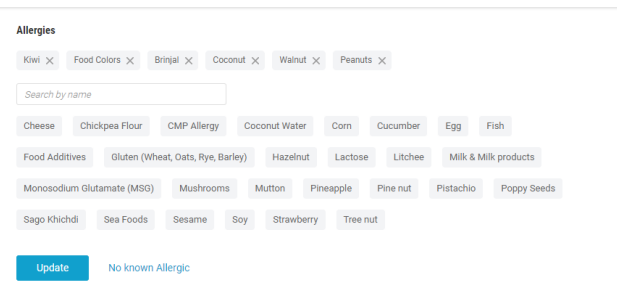 Allergies
Kiwi × Food Colors × Brinjal × Coconut × Walnut × Peanuts ×
Search by name
Cheese Chickpea Flour CMP Allergy Coconut Water Corn Cucumber Egg Fish
Food Additives Gluten (Wheat, Oats, Rye, Barley) Hazelnut Lactose Litchee Milk & Milk products
Monosodium Glutamate (MSG) Mushrooms Mutton Pineapple Pine nut Pistachio Poppy Seeds
Sago Khichdi Sea Foods Sesame Soy Strawberry Tree nut
Update No known Allergic